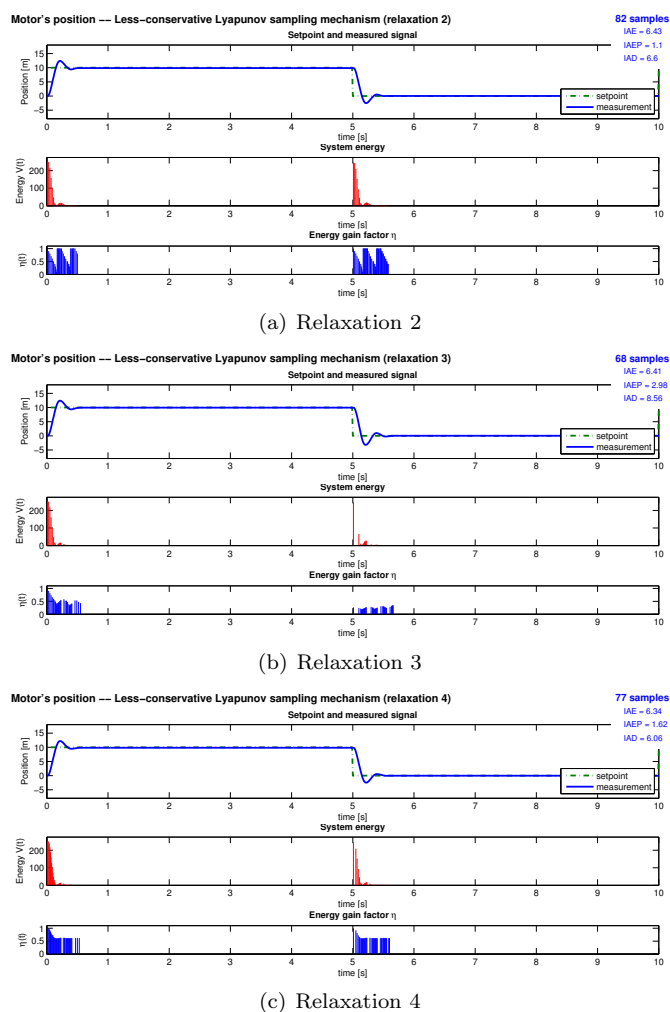 Motor's position −− Less−conservative Lyapunov sampling mechanism (relaxation 2)
82 samples
IAE = 6.43
IAEP = 1.1
IAD = 6.6
Setpoint and measured signal
Position [m]
15
10
5
0
−5
setpoint
measurement
0 1 2 3 4 5 6 7 8 9 10
time [s]
System energy
Energy V(t)
200
100
0
0 1 2 3 4 5 6 7 8 9 10
time [s]
Energy gain factor η
η(t)
1
0.5
0
0 1 2 3 4 5 6 7 8 9 10
time [s]
(a) Relaxation 2
Motor's position −− Less−conservative Lyapunov sampling mechanism (relaxation 3)
68 samples
IAE = 6.41
IAEP = 2.98
IAD = 8.56
Setpoint and measured signal
Position [m]
15
10
5
0
−5
setpoint
measurement
0 1 2 3 4 5 6 7 8 9 10
time [s]
System energy
Energy V(t)
200
100
0
0 1 2 3 4 5 6 7 8 9 10
time [s]
Energy gain factor η
η(t)
1
0.5
0
0 1 2 3 4 5 6 7 8 9 10
time [s]
(b) Relaxation 3
Motor's position −− Less−conservative Lyapunov sampling mechanism (relaxation 4)
77 samples
IAE = 6.34
IAEP = 1.62
IAD = 6.06
Setpoint and measured signal
Position [m]
15
10
5
0
−5
setpoint
measurement
0 1 2 3 4 5 6 7 8 9 10
time [s]
System energy
Energy V(t)
200
100
0
0 1 2 3 4 5 6 7 8 9 10
time [s]
Energy gain factor η
η(t)
1
0.5
0
0 1 2 3 4 5 6 7 8 9 10
time [s]
(c) Relaxation 4